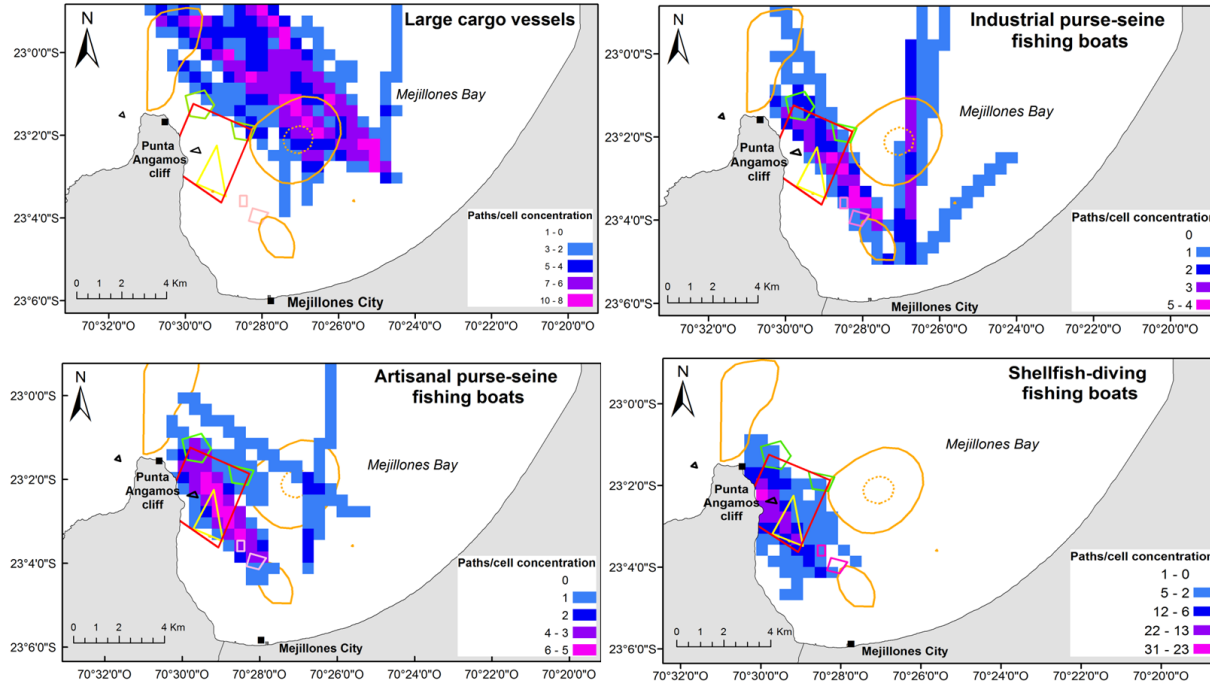 Large cargo vessels
N
23°0'0"S
23°2'0"S
23°4'0"S
23°6'0"S
Mejillones Bay
Punta
Angamos
cliff
Paths/cell concentration
1 - 0
3 - 2
5 - 4
7 - 6
10 - 8
0 2 4 Km
Mejillones City
70°32'0"O 70°30'0"O 70°28'0"O 70°26'0"O 70°24'0"O 70°22'0"O 70°20'0"O
Industrial purse-seine
fishing boats
N
23°0'0"S
23°2'0"S
23°4'0"S
23°6'0"S
Mejillones Bay
Punta
Angamos
cliff
Paths/cell concentration
0
1
2
3
5 - 4
0 2 4 Km
Mejillones City
70°32'0"O 70°30'0"O 70°28'0"O 70°26'0"O 70°24'0"O 70°22'0"O 70°20'0"O
Artisanal purse-seine
fishing boats
N
23°0'0"S
23°2'0"S
23°4'0"S
23°6'0"S
Mejillones Bay
Punta
Angamos
cliff
Paths/cell concentration
0
1
2
4 - 3
6 - 5
0 2 4 Km
Mejillones City
70°32'0"O 70°30'0"O 70°28'0"O 70°26'0"O 70°24'0"O 70°22'0"O 70°20'0"O
Shellfish-diving
fishing boats
N
23°0'0"S
23°2'0"S
23°4'0"S
23°6'0"S
Mejillones Bay
Punta
Angamos
cliff
Paths/cell concentration
1 - 0
5 - 2
12 - 6
22 - 13
31 - 23
0 2 4 Km
Mejillones City
70°32'0"O 70°30'0"O 70°28'0"O 70°26'0"O 70°24'0"O 70°22'0"O 70°20'0"O